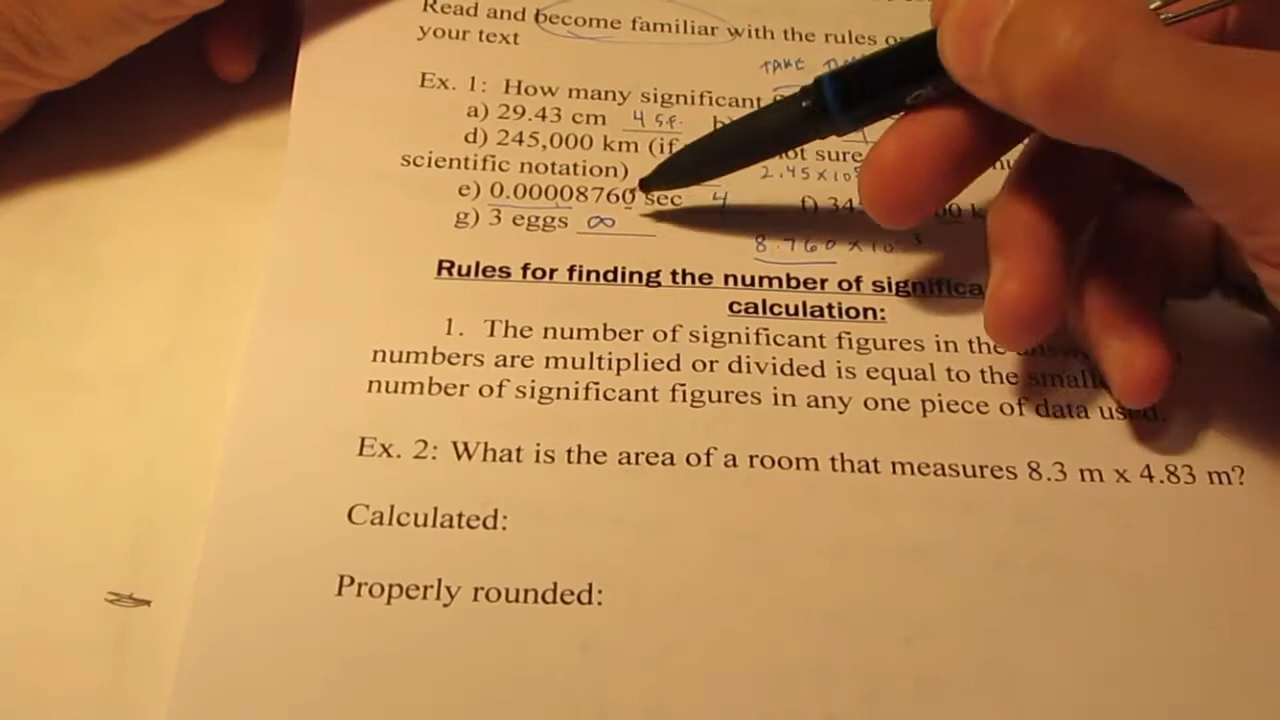 Read and become familiar with the rules
your text
TAKE
Ex. 1: How many significant
a) 29.43 cm 4 s.f.
d) 245,000 km (if not sure
scientific notation) 2.45 x 10
e) 0.00008760 sec 4 f) 34
g) 3 eggs ∞ 8.760 x 10
Rules for finding the number of
calculation:
1. The number of significant figures in the
numbers are multiplied or divided is equal to the
number of significant figures in any one piece of data used.
Ex. 2: What is the area of a room that measures 8.3 m x 4.83 m?
Calculated:
Properly rounded: